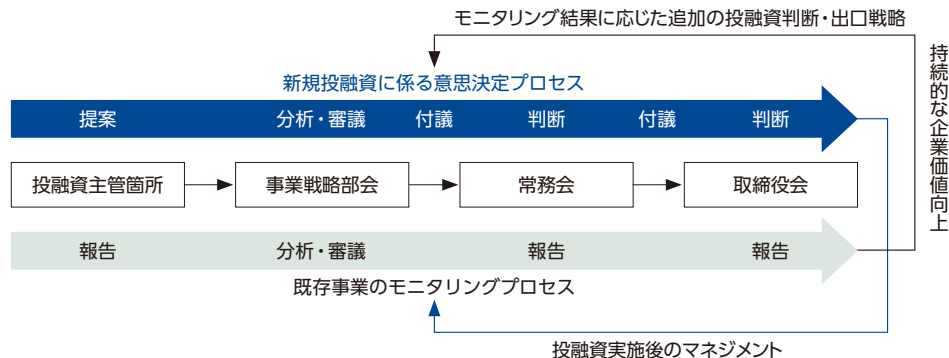 モニタリング結果に応じた追加の投融資判断・出口戦略
持続的な企業価値向上
新規投融資に係る意思決定プロセス
提案 分析・審議 付議 判断 付議 判断
投融資主管箇所 事業戦略部会 常務会 取締役会
報告 分析・審議 報告 報告
既存事業のモニタリングプロセス
投融資実施後のマネジメント